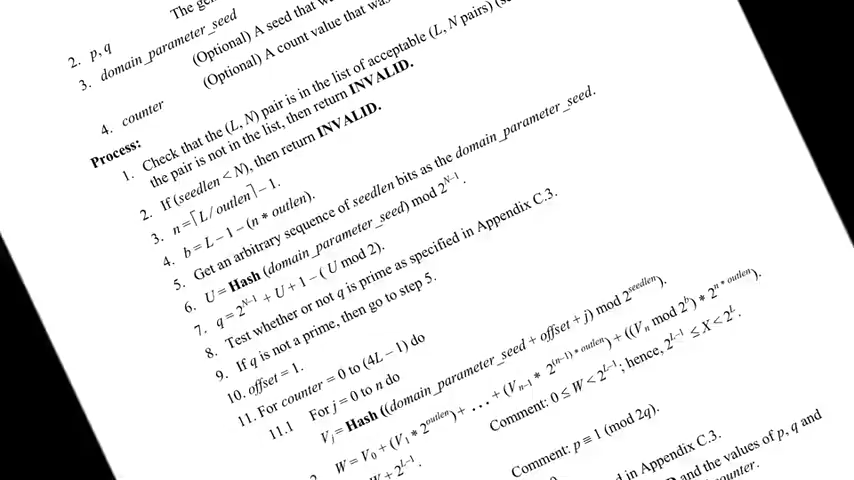 The
2. p, q
3. domain_parameter_seed (Optional) A seed that
4. counter (Optional) A count value that was
Process:
1. Check that the (L, N) pair is in the list of acceptable (L, N pairs)
the pair is not in the list, then return INVALID.
2. If (seedlen < N), then return INVALID.
3. n = ⌈L / outlen⌉ – 1.
4. b = L – 1 – (n * outlen).
5. Get an arbitrary sequence of seedlen bits as the domain_parameter_seed.
6. U = Hash (domain_parameter_seed) mod 2^{N–1}.
7. q = 2^{N–1} + U + 1 – ( U mod 2).
8. Test whether or not q is prime as specified in Appendix C.3.
9. If q is not a prime, then go to step 5.
10. offset = 1.
11. For counter = 0 to (4L – 1) do
11.1 For j = 0 to n do
V_j = Hash ((domain_parameter_seed + offset + j) mod 2^{seedlen}).
W = V_0 + (V_1 * 2^{outlen}) + … + (V_{n–1} * 2^{(n–1) * outlen}) + ((V_n mod 2^b) * 2^{n * outlen}).
Comment: 0 ≤ W < 2^{L–1}; hence, 2^{L–1} ≤ X < 2^L.
W + 2^{L–1}.
Comment: p ≡ 1 (mod 2q).
in Appendix C.3.
and the values of p, q and
counter.